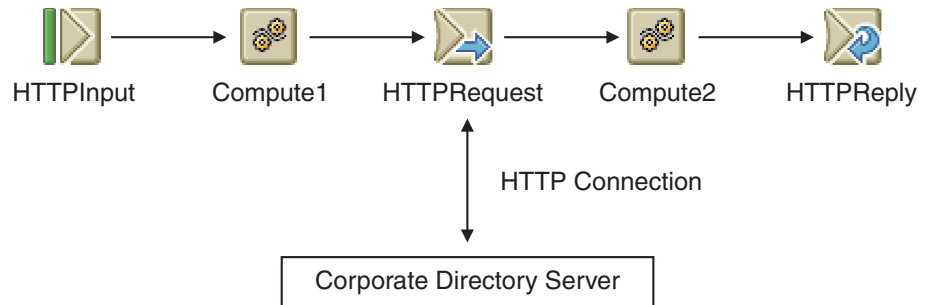 HTTPInput
Compute1
HTTPRequest
Compute2
HTTPReply
HTTP Connection
Corporate Directory Server